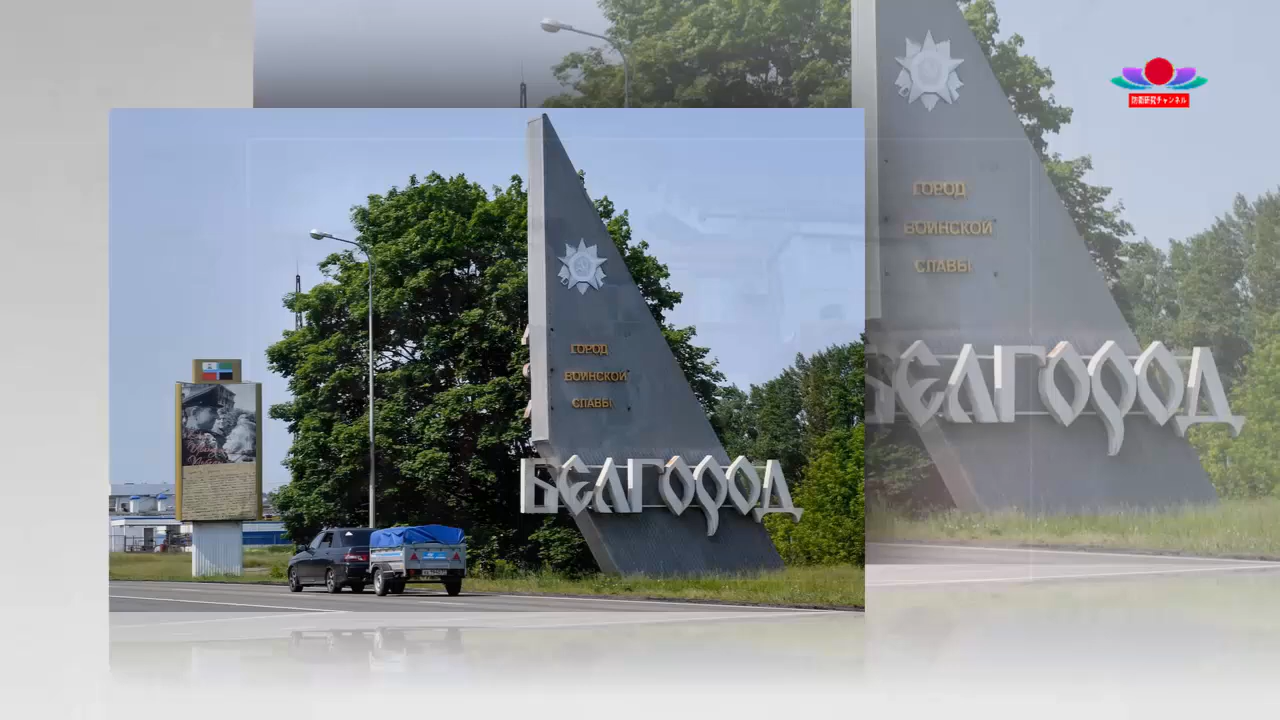 防衛研究チャンネル
ГОРОД
ВОИНСКОЙ
СЛАВЫ
БЕЛГОРОД
ГОРОД
ВОИНСКОЙ
СЛАВЫ
БЕЛГОРОД